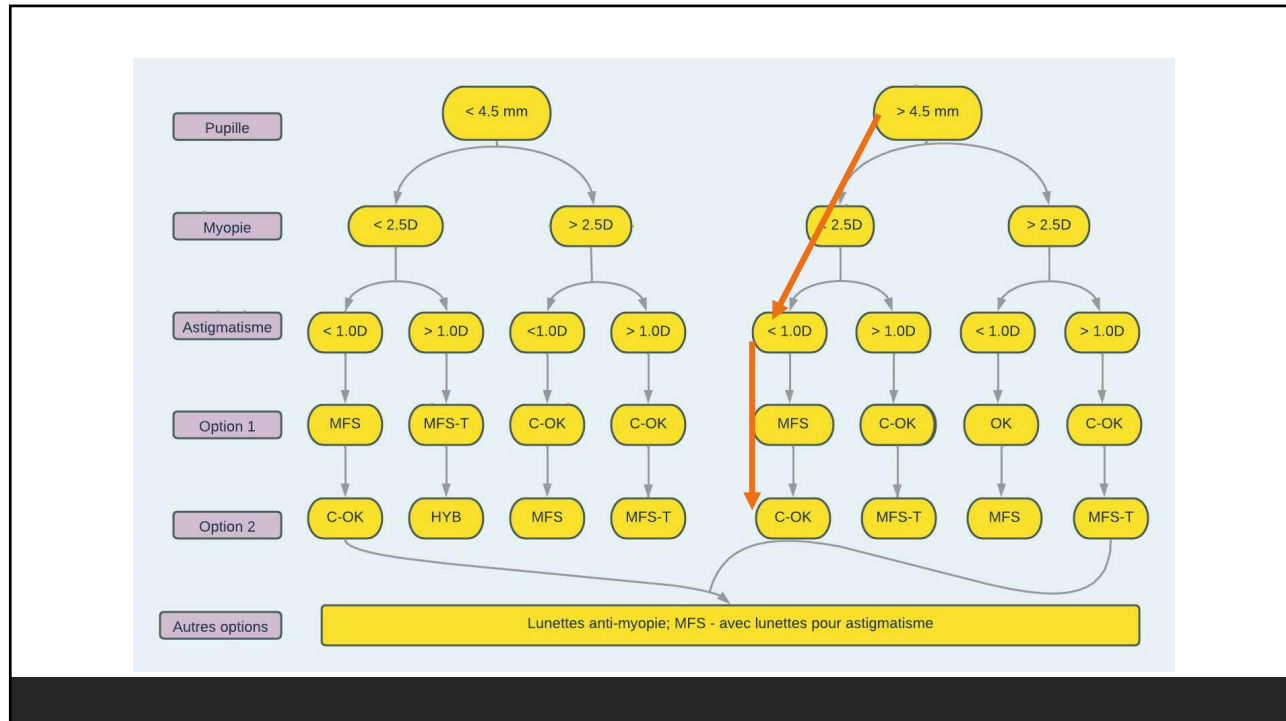 Pupille
< 4.5 mm
> 4.5 mm
Myopie
< 2.5D
> 2.5D
< 2.5D
> 2.5D
Astigmatisme
< 1.0D
> 1.0D
<1.0D
> 1.0D
< 1.0D
> 1.0D
< 1.0D
> 1.0D
Option 1
MFS
MFS-T
C-OK
C-OK
MFS
C-OK
OK
C-OK
Option 2
C-OK
HYB
MFS
MFS-T
C-OK
MFS-T
MFS
MFS-T
Autres options
Lunettes anti-myopie; MFS - avec lunettes pour astigmatisme